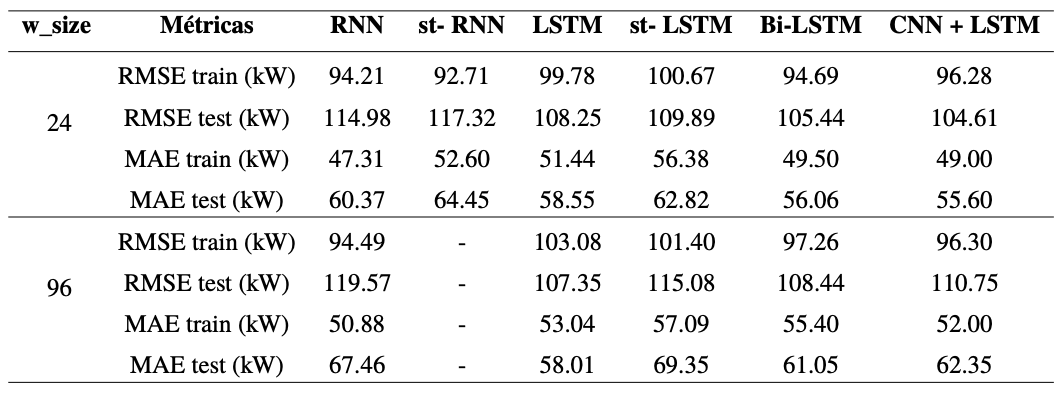 w_size Métricas RNN st- RNN LSTM st- LSTM Bi-LSTM CNN + LSTM
24
RMSE train (kW) 94.21 92.71 99.78 100.67 94.69 96.28
RMSE test (kW) 114.98 117.32 108.25 109.89 105.44 104.61
MAE train (kW) 47.31 52.60 51.44 56.38 49.50 49.00
MAE test (kW) 60.37 64.45 58.55 62.82 56.06 55.60
96
RMSE train (kW) 94.49 - 103.08 101.40 97.26 96.30
RMSE test (kW) 119.57 - 107.35 115.08 108.44 110.75
MAE train (kW) 50.88 - 53.04 57.09 55.40 52.00
MAE test (kW) 67.46 - 58.01 69.35 61.05 62.35